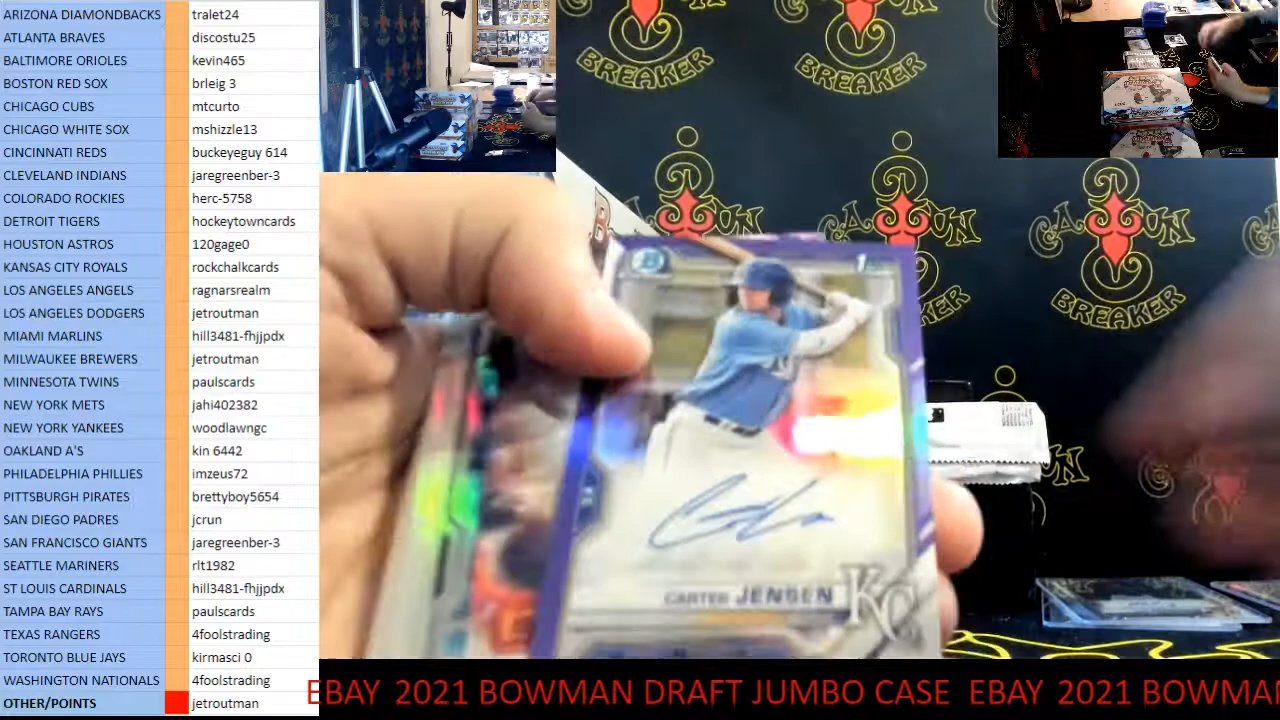 ARIZONA DIAMONDBACKS tralet24
ATLANTA BRAVES discostu25
BALTIMORE ORIOLES kevin465
BOSTON RED SOX brleig 3
CHICAGO CUBS mtcurto
CHICAGO WHITE SOX mshizzle13
CINCINNATI REDS buckeyeguy 614
CLEVELAND INDIANS jaregreenber-3
COLORADO ROCKIES herc-5758
DETROIT TIGERS hockeytowncards
HOUSTON ASTROS 120gage0
KANSAS CITY ROYALS rockchalkcards
LOS ANGELES ANGELS ragnarsrealm
LOS ANGELES DODGERS jetroutman
MIAMI MARLINS hill3481-fhjjpdx
MILWAUKEE BREWERS jetroutman
MINNESOTA TWINS paulscards
NEW YORK METS jahi402382
NEW YORK YANKEES woodlawngc
OAKLAND A'S kin 6442
PHILADELPHIA PHILLIES imzeus72
PITTSBURGH PIRATES brettyboy5654
SAN DIEGO PADRES jcrun
SAN FRANCISCO GIANTS jaregreenber-3
SEATTLE MARINERS rlt1982
ST LOUIS CARDINALS hill3481-fhjjpdx
TAMPA BAY RAYS paulscards
TEXAS RANGERS 4foolstrading
TORONTO BLUE JAYS kirmasci 0
WASHINGTON NATIONALS 4foolstrading
OTHER POINTS jetroutman
BREAKER
BREAKER
BREAKER
1st
CARTER JENSEN
KC
EBAY 2021 BOWMAN DRAFT JUMBO CASE EBAY 2021 BOWMAN